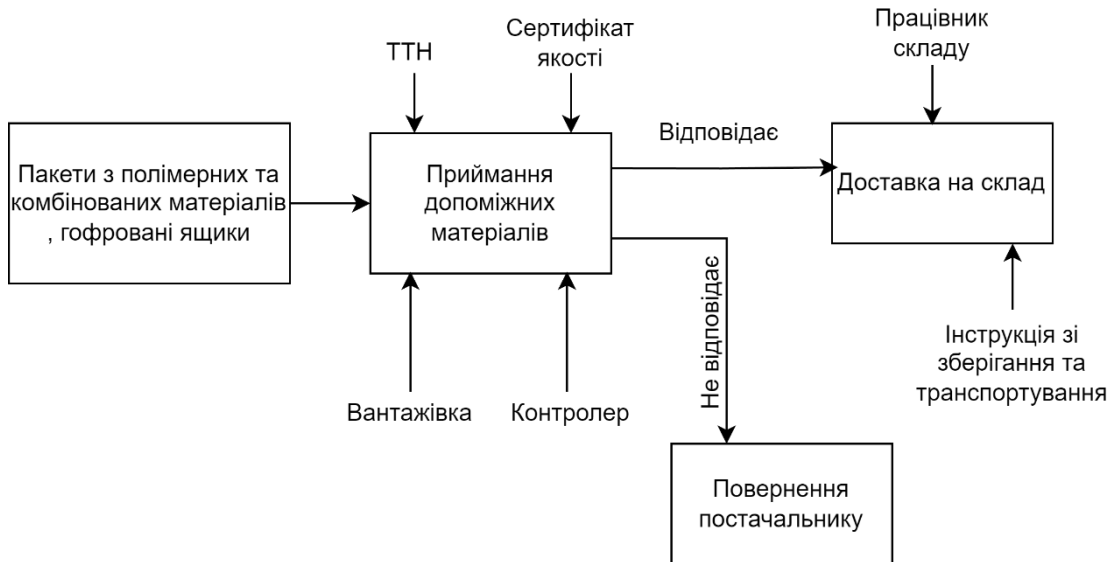 ТТН
Сертифікат
якості
Працівник
складу
Пакети з полімерних та
комбінованих матеріалів
, гофровані ящики
Приймання
допоміжних
матеріалів
Відповідає
Доставка на склад
Не відповідає
Вантажівка
Контролер
Інструкція зі
зберігання та
транспортування
Повернення
постачальнику